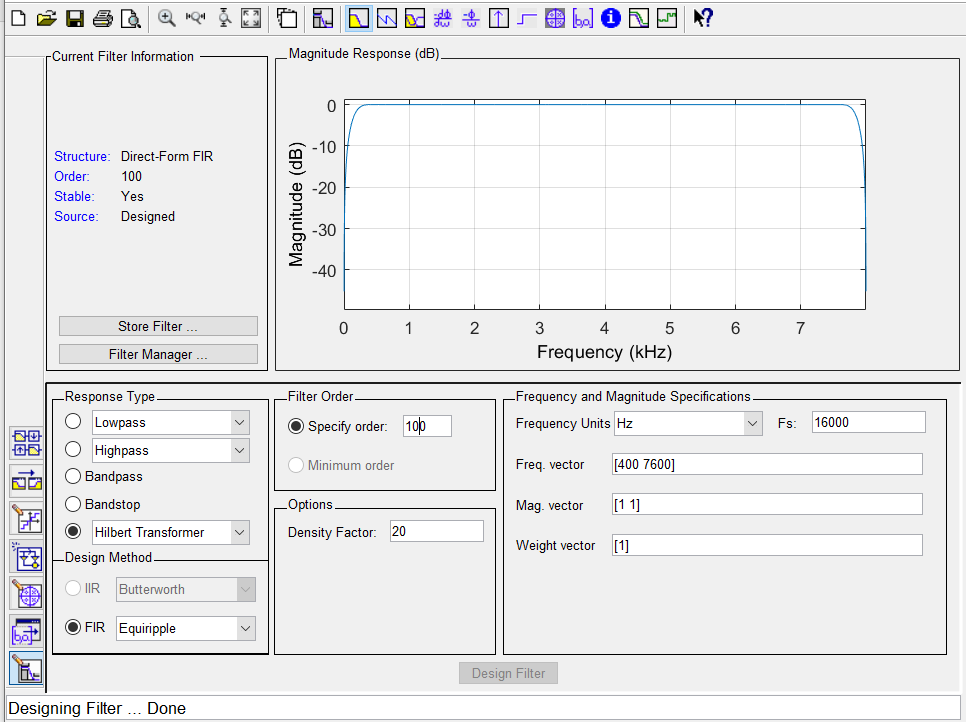 Current Filter Information
Structure: Direct-Form FIR
Order: 100
Stable: Yes
Source: Designed
Store Filter ...
Filter Manager ...
Magnitude Response (dB)
Magnitude (dB)
0
-10
-20
-30
-40
0 1 2 3 4 5 6 7
Frequency (kHz)
Response Type
Lowpass
Highpass
Bandpass
Bandstop
Hilbert Transformer
Design Method
IIR Butterworth
FIR Equiripple
Filter Order
Specify order: 100
Minimum order
Options
Density Factor: 20
Frequency and Magnitude Specifications
Frequency Units Hz Fs: 16000
Freq. vector [400 7600]
Mag. vector [1 1]
Weight vector [1]
Design Filter
Designing Filter ... Done